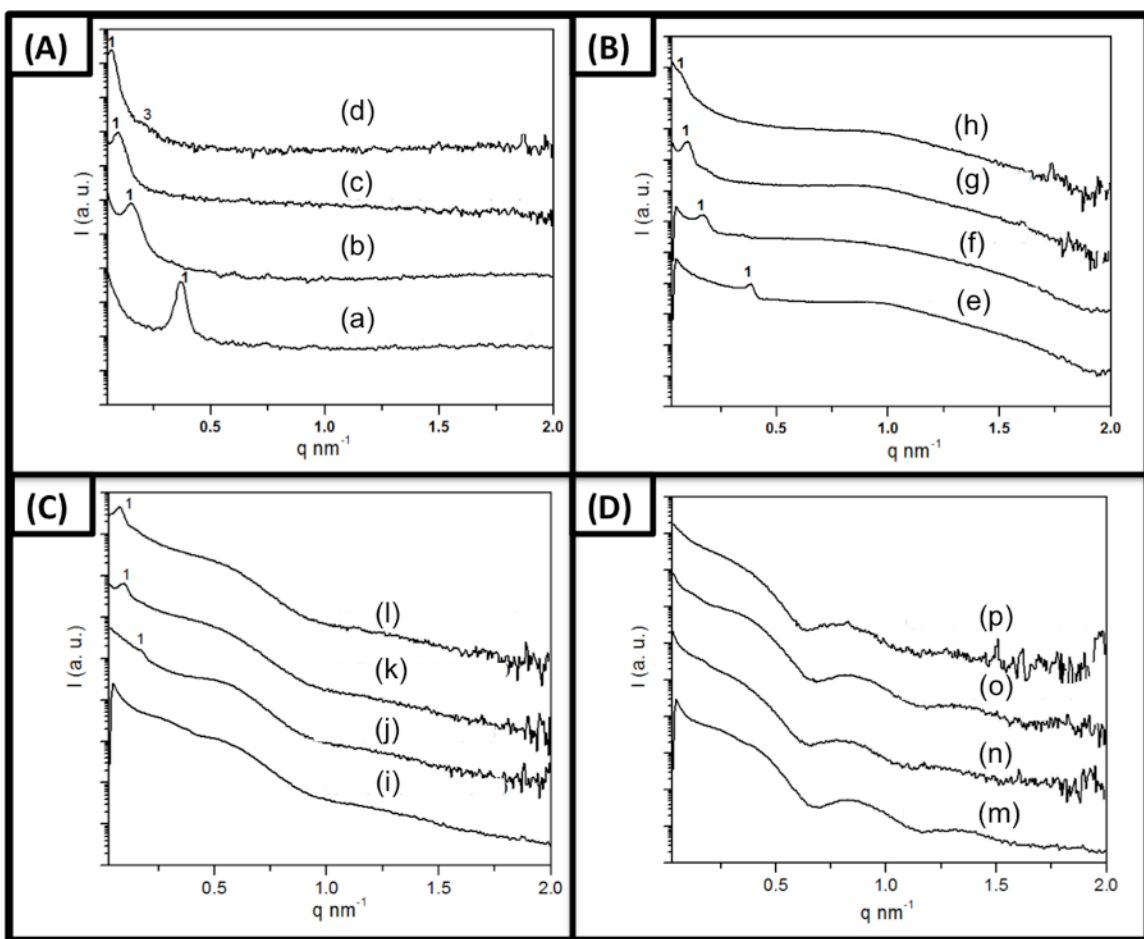 (A)
1
3
(d)
1
(c)
1
(b)
1
(a)
I (a. u.)
0.5 1.0 1.5 2.0
q nm⁻¹
(B)
1
(h)
1
(g)
1
(f)
1
(e)
I (a. u.)
0.5 1.0 1.5 2.0
q nm⁻¹
(C)
1
(l)
1
(k)
1
(j)
(i)
I (a. u.)
0.5 1.0 1.5 2.0
q nm⁻¹
(D)
(p)
(o)
(n)
(m)
I (a. u.)
0.5 1.0 1.5 2.0
q nm⁻¹